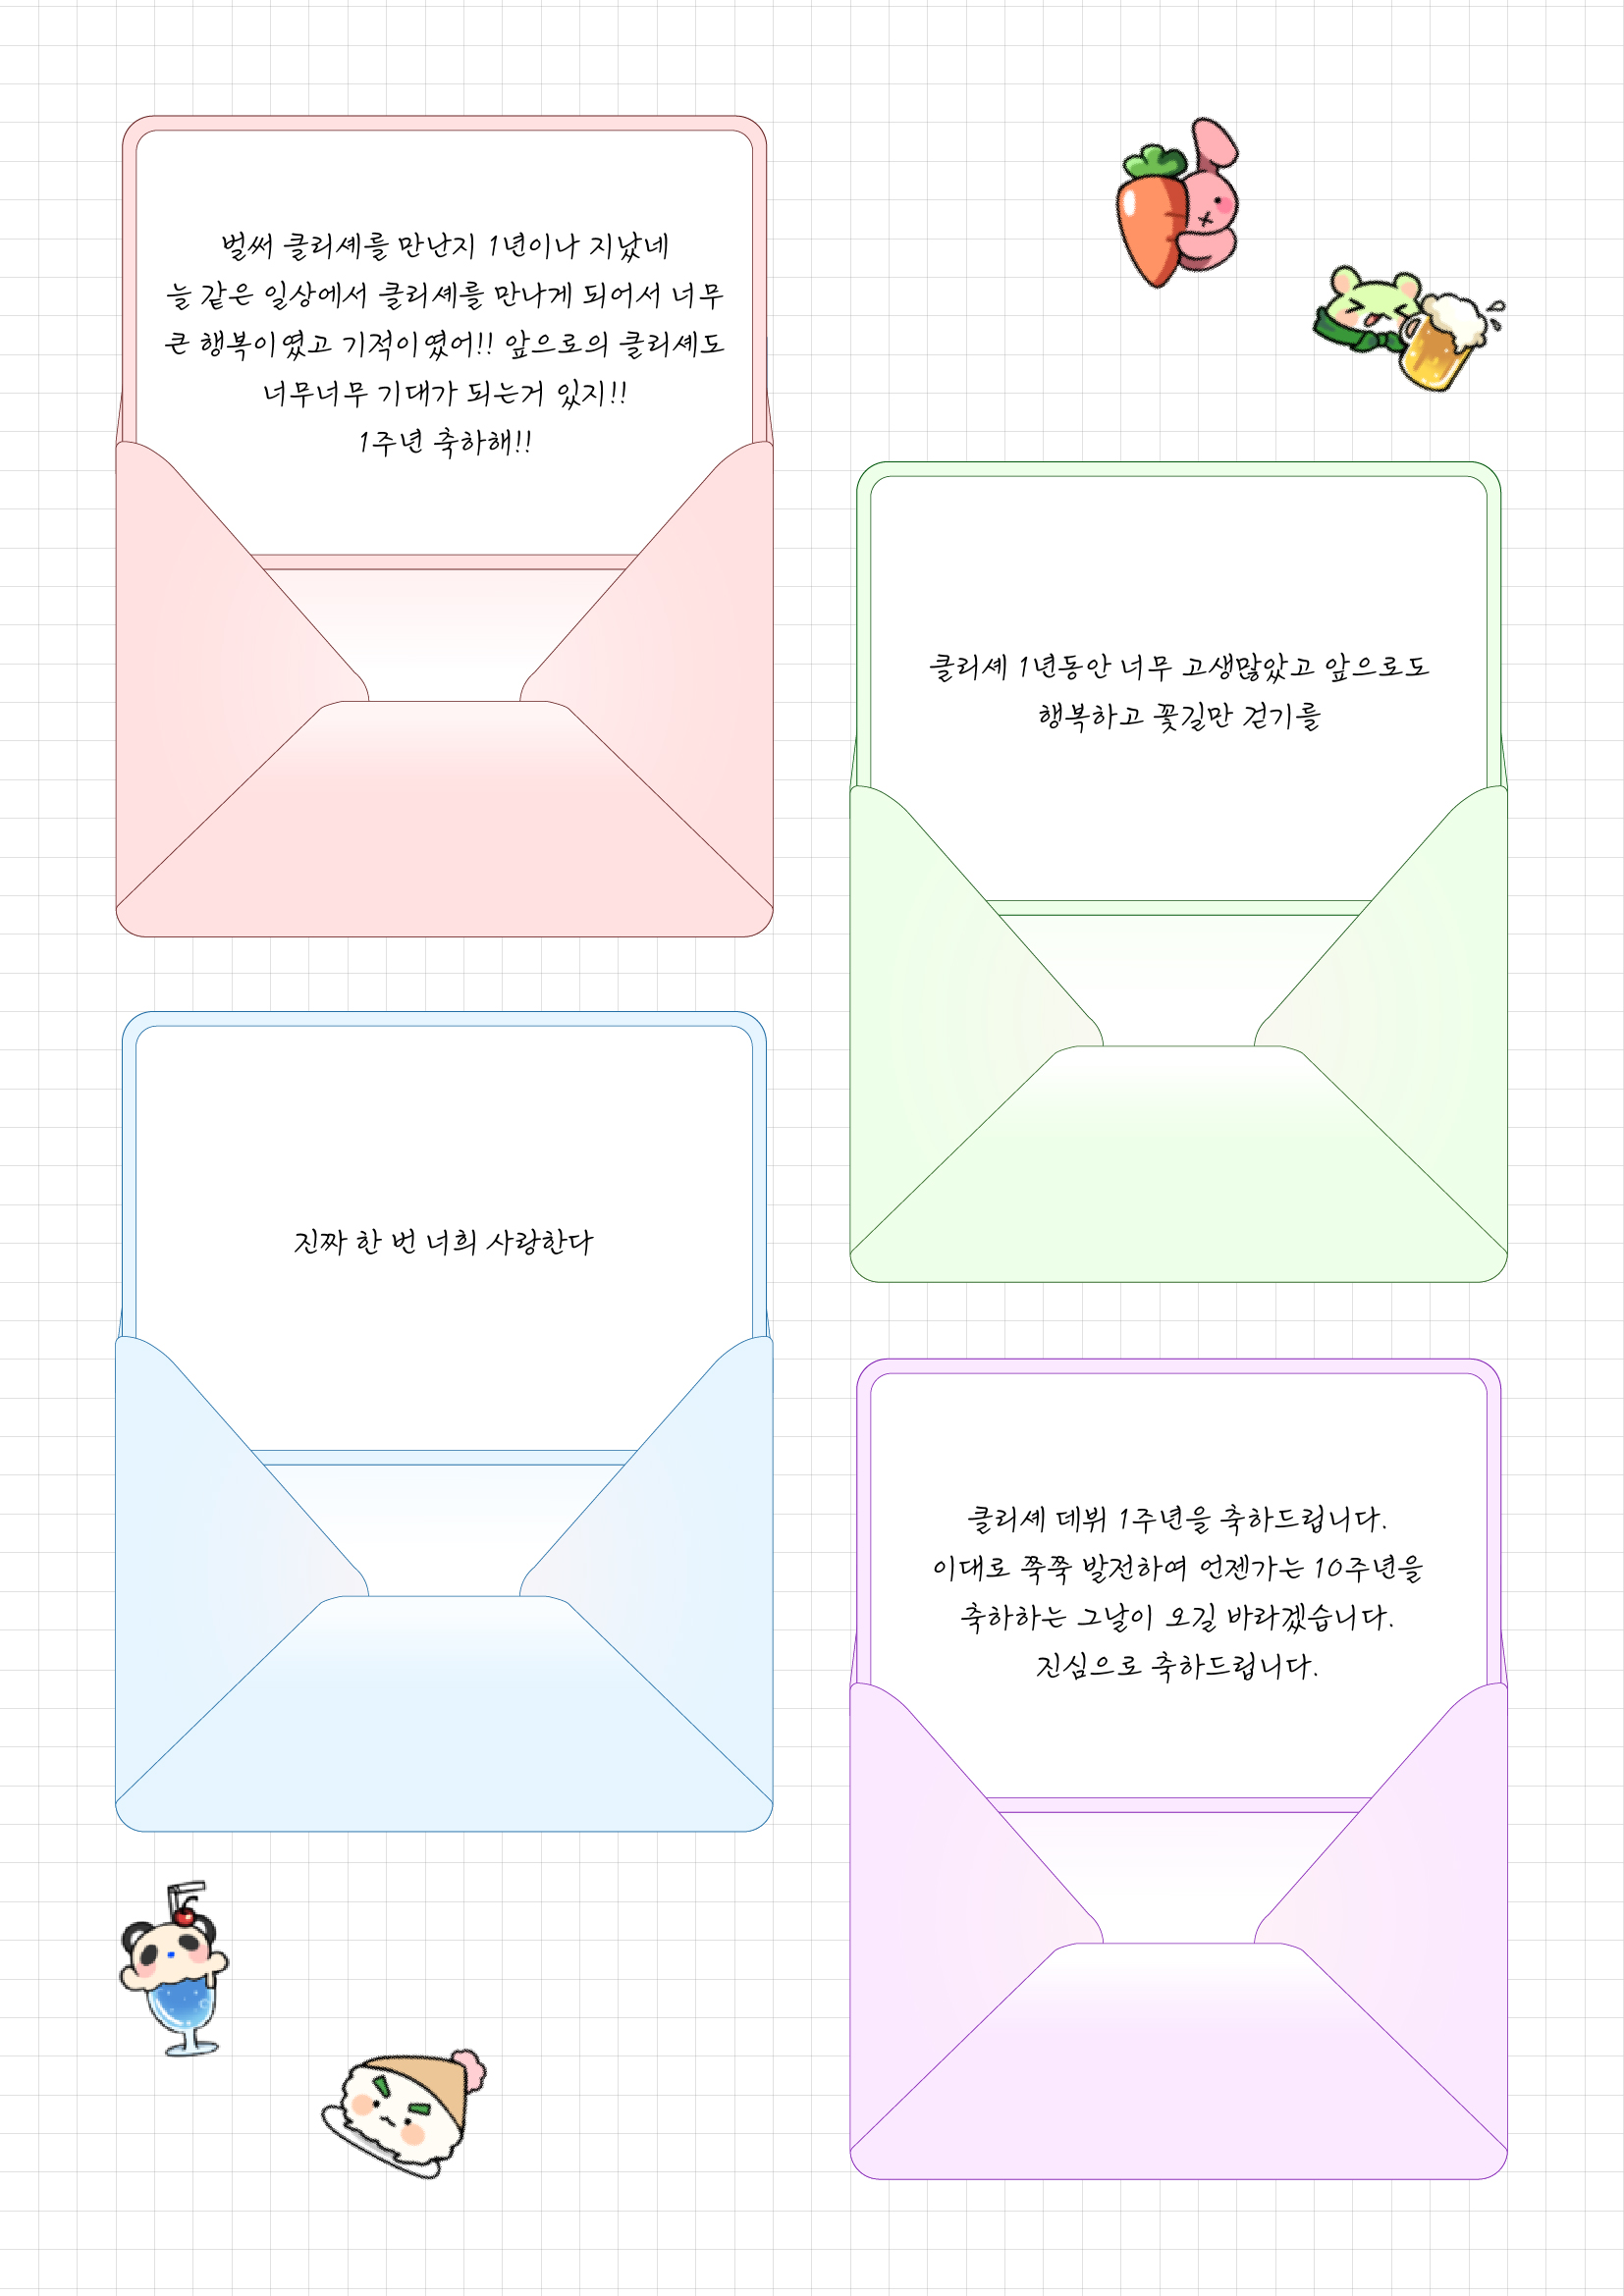 벌써 클리셰를 만난지 1년이나 지났네
늘 같은 일상에서 클리셰를 만나게 되어서 너무
큰 행복이였고 기적이였어!! 앞으로의 클리셰도
너무너무 기대가 되는거 있지!!
1주년 축하해!!
클리셰 1년동안 너무 고생많았고 앞으로도
행복하고 꽃길만 걷기를
진짜 한 번 너희 사랑한다
클리셰 데뷔 1주년을 축하드립니다.
이대로 쭉쭉 발전하여 언젠가는 10주년을
축하하는 그날이 오길 바라겠습니다.
진심으로 축하드립니다.